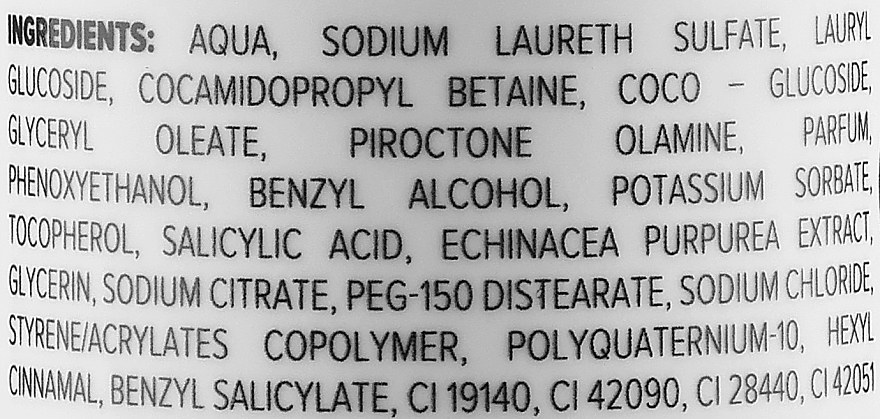 INGREDIENTS: AQUA, SODIUM LAURETH SULFATE, LAURYL
GLUCOSIDE, COCAMIDOPROPYL BETAINE, COCO – GLUCOSIDE,
GLYCERYL OLEATE, PIROCTONE OLAMINE, PARFUM,
PHENOXYETHANOL, BENZYL ALCOHOL, POTASSIUM SORBATE,
TOCOPHEROL, SALICYLIC ACID, ECHINACEA PURPUREA EXTRACT,
GLYCERIN, SODIUM CITRATE, PEG-150 DISTEARATE, SODIUM CHLORIDE,
STYRENE/ACRYLATES COPOLYMER, POLYQUATERNIUM-10, HEXYL
CINNAMAL, BENZYL SALICYLATE, CI 19140, CI 42090, CI 28440, CI 42051